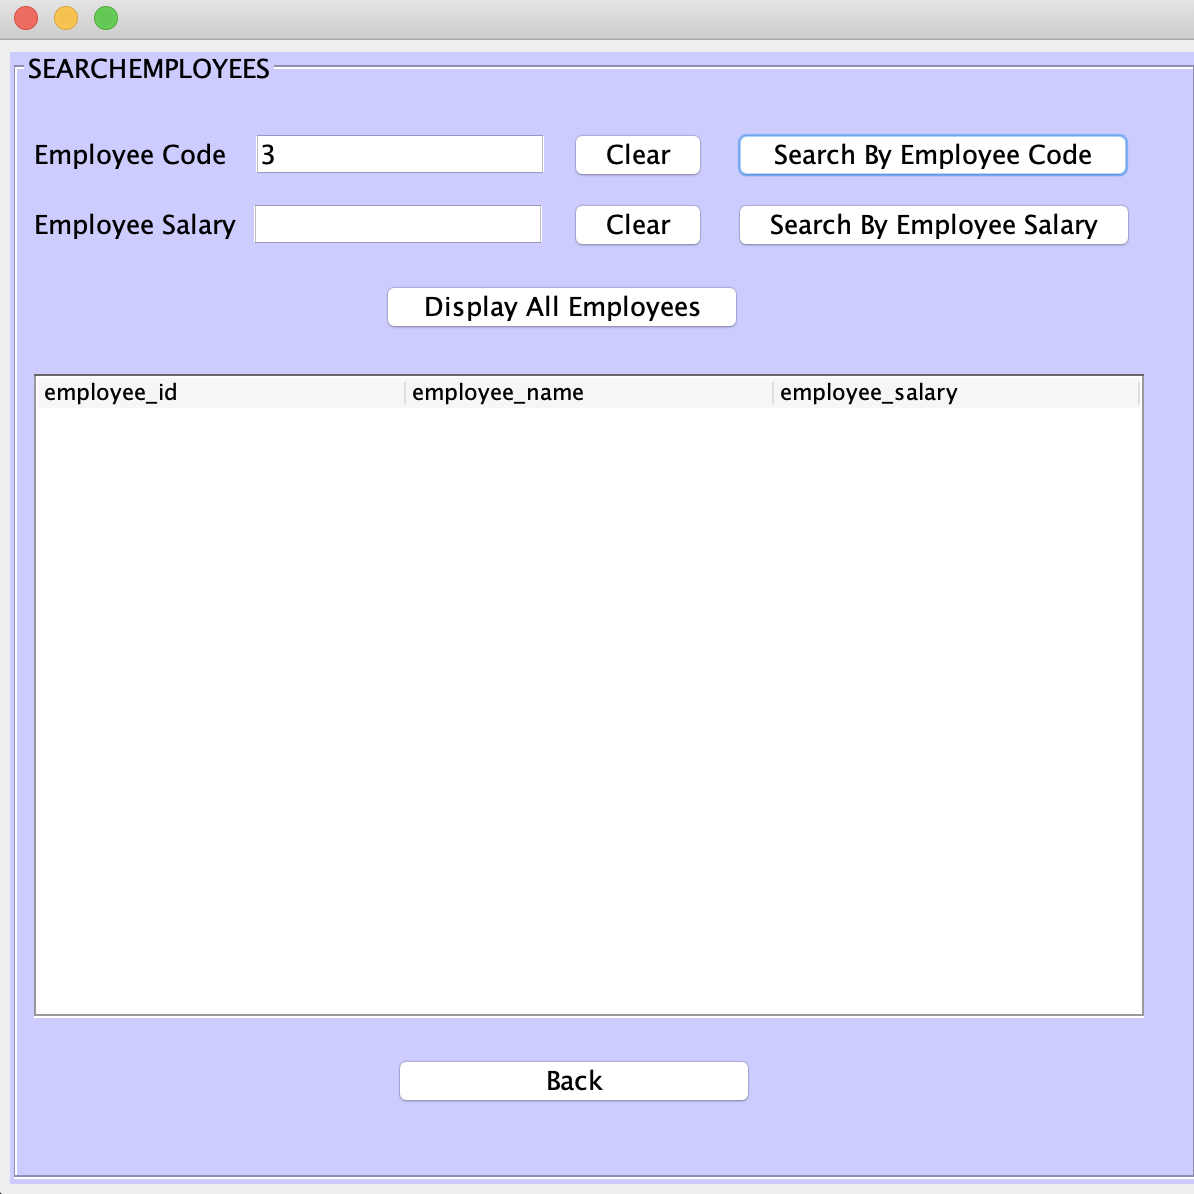 SEARCHEMPLOYEES
Employee Code 3 Clear Search By Employee Code
Employee Salary Clear Search By Employee Salary
Display All Employees
employee_id employee_name employee_salary
Back